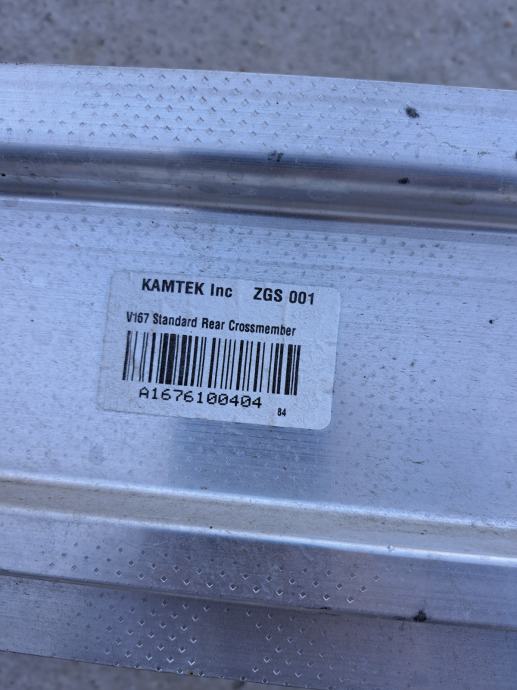 KAMTEK Inc ZGS 001
V167 Standard Rear Crossmember
A1676100404
84